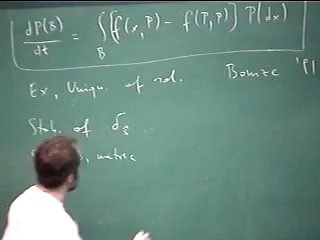 dP(B)/dt = ∫_B [f(x,P) - f(P,P)] P(dx)
Ex, Uniqu. of sol. Bomze '91
Stab. of δ_s
, metric